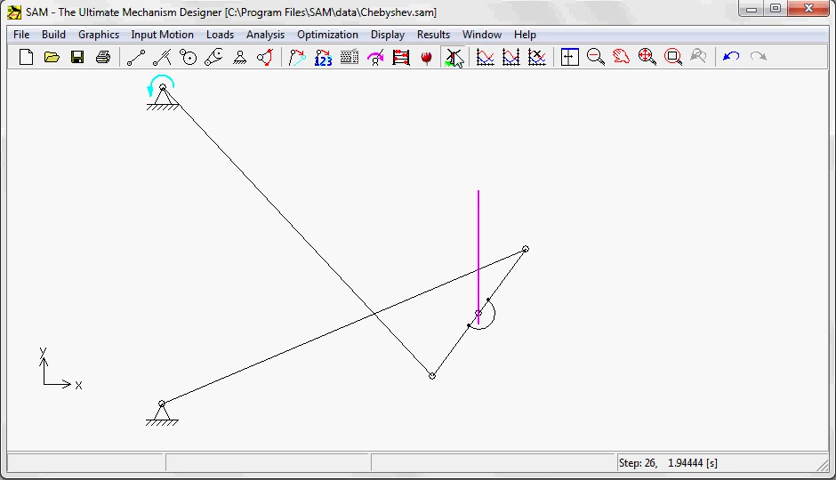 SAM - The Ultimate Mechanism Designer [C:\Program Files\SAM\data\Chebyshev.sam]
File Build Graphics Input Motion Loads Analysis Optimization Display Results Window Help
123
y
x
Step: 26, 1.94444 [s]